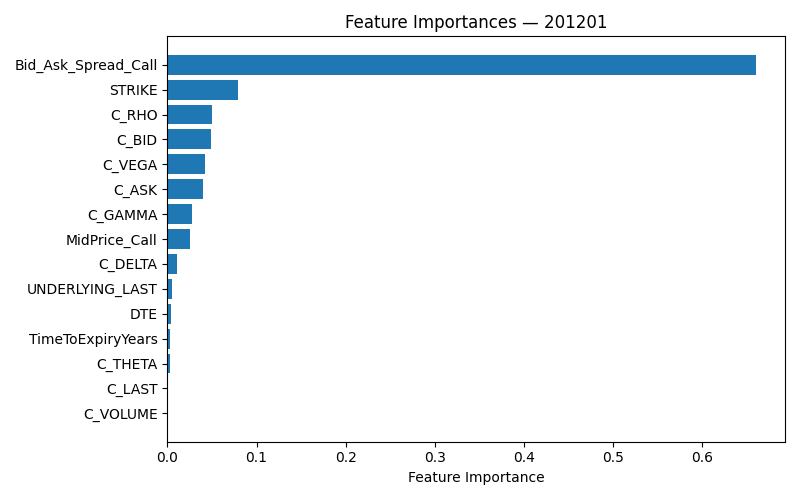 Feature Importances — 201201
Bid_Ask_Spread_Call
STRIKE
C_RHO
C_BID
C_VEGA
C_ASK
C_GAMMA
MidPrice_Call
C_DELTA
UNDERLYING_LAST
DTE
TimeToExpiryYears
C_THETA
C_LAST
C_VOLUME
0.0 0.1 0.2 0.3 0.4 0.5 0.6
Feature Importance